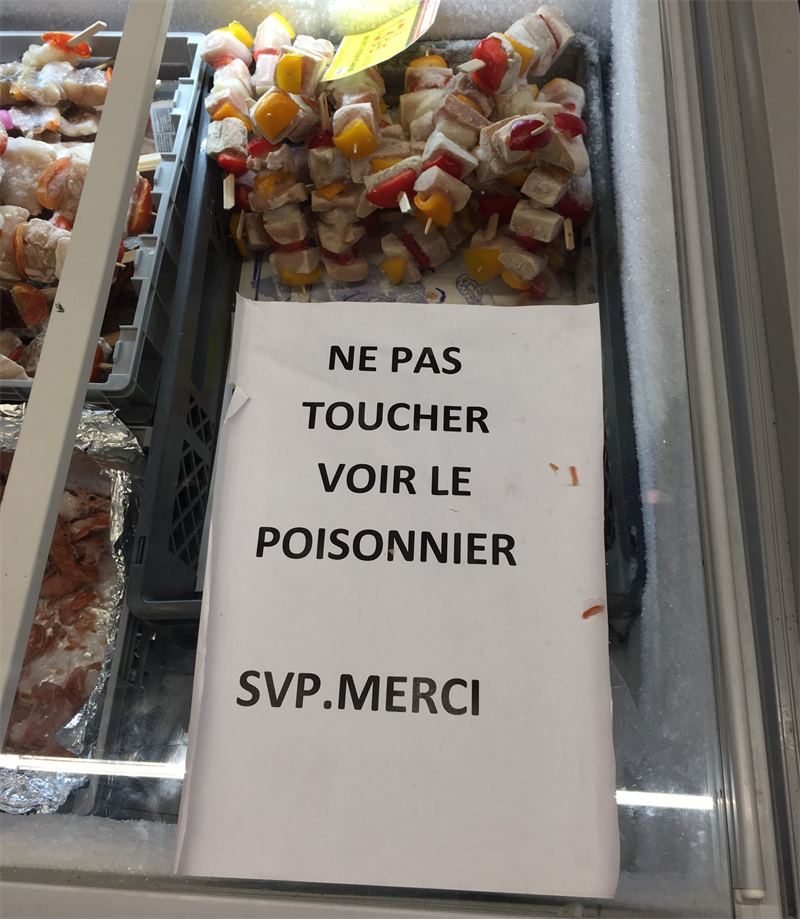 NE PAS
TOUCHER
VOIR LE
POISONNIER
SVP.MERCI